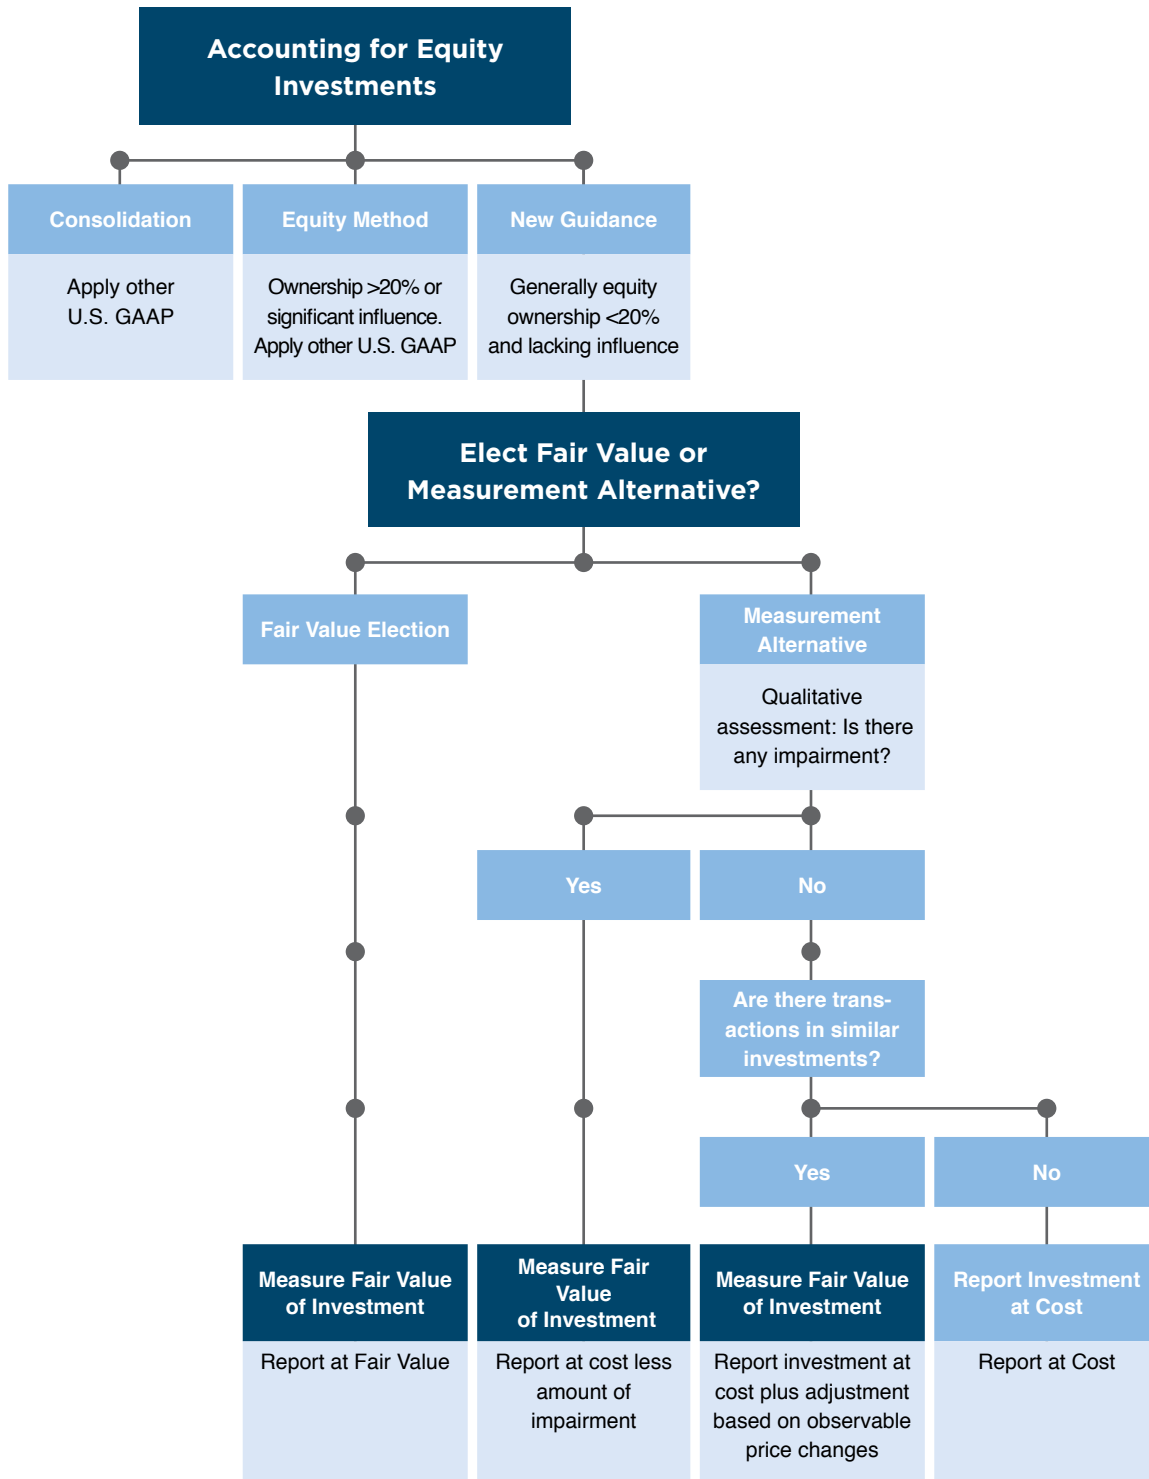 Accounting for Equity
Investments
Consolidation
Apply other
U.S. GAAP
Equity Method
Ownership >20% or
significant influence.
Apply other U.S. GAAP
New Guidance
Generally equity
ownership <20%
and lacking influence
Elect Fair Value or
Measurement Alternative?
Fair Value Election
Measurement
Alternative
Qualitative
assessment: Is there
any impairment?
Yes
No
Are there trans-
actions in similar
investments?
Yes
No
Measure Fair Value
of Investment
Report at Fair Value
Measure Fair
Value
of Investment
Report at cost less
amount of
impairment
Measure Fair Value
of Investment
Report investment at
cost plus adjustment
based on observable
price changes
Report Investment
at Cost
Report at Cost